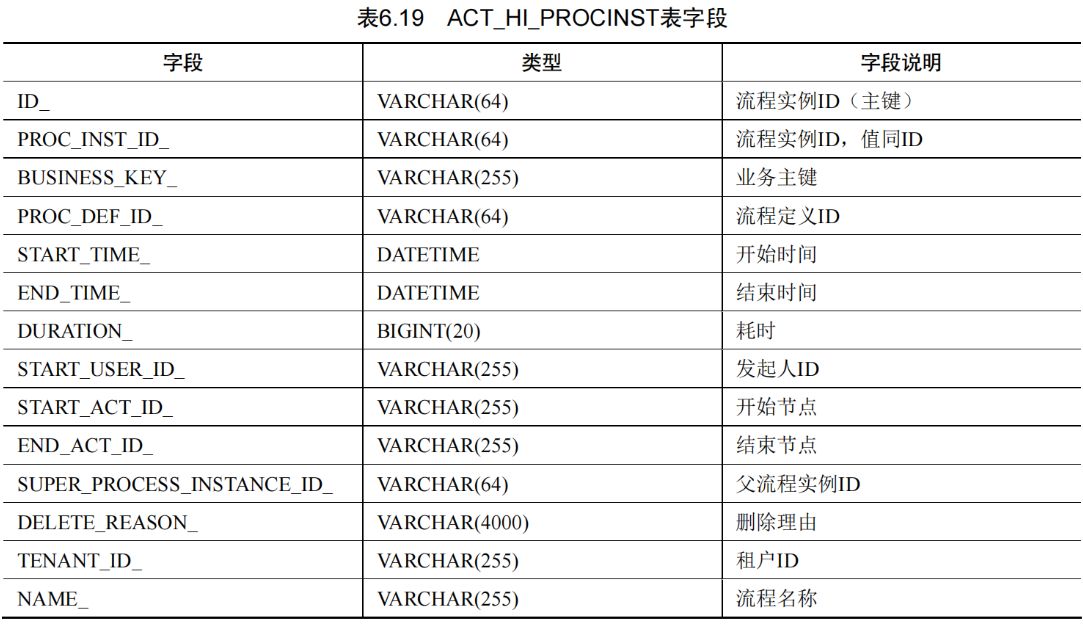 表6.19 ACT_HI_PROCINST表字段
字段 类型 字段说明
ID_ VARCHAR(64) 流程实例ID（主键）
PROC_INST_ID_ VARCHAR(64) 流程实例ID，值同ID
BUSINESS_KEY_ VARCHAR(255) 业务主键
PROC_DEF_ID_ VARCHAR(64) 流程定义ID
START_TIME_ DATETIME 开始时间
END_TIME_ DATETIME 结束时间
DURATION_ BIGINT(20) 耗时
START_USER_ID_ VARCHAR(255) 发起人ID
START_ACT_ID_ VARCHAR(255) 开始节点
END_ACT_ID_ VARCHAR(255) 结束节点
SUPER_PROCESS_INSTANCE_ID_ VARCHAR(64) 父流程实例ID
DELETE_REASON_ VARCHAR(4000) 删除理由
TENANT_ID_ VARCHAR(255) 租户ID
NAME_ VARCHAR(255) 流程名称